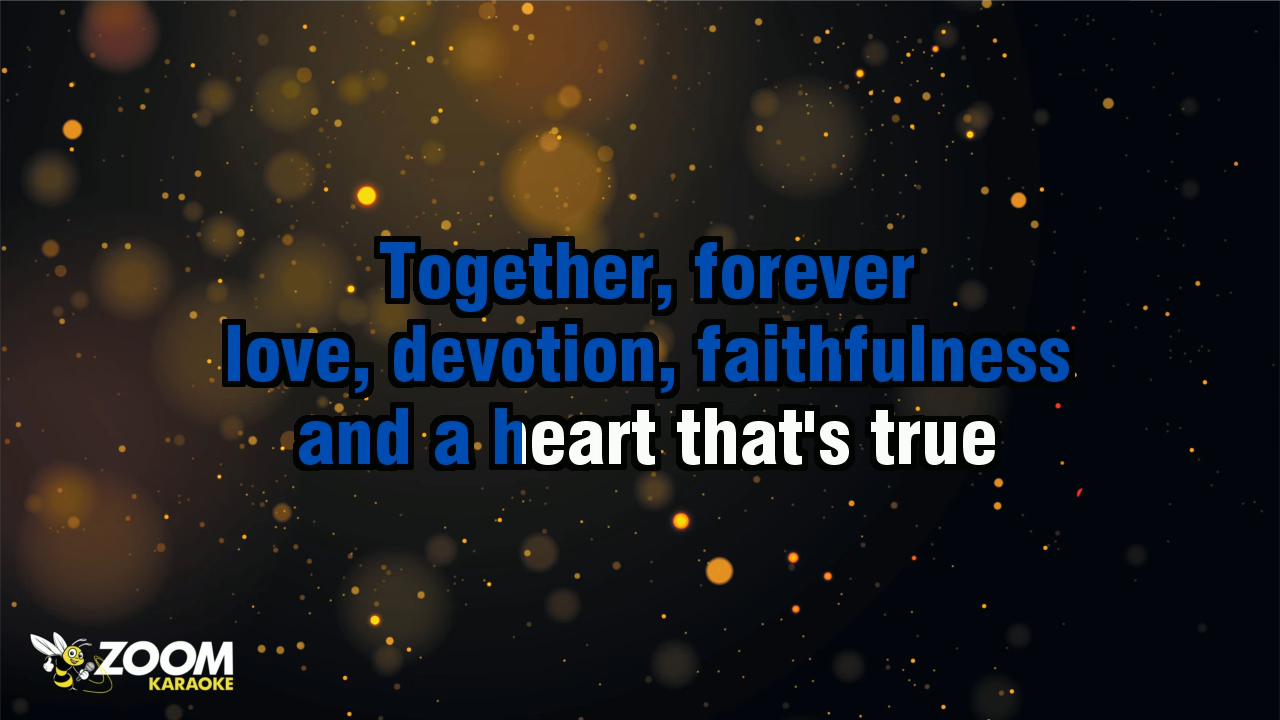 Together, forever
love, devotion, faithfulness
and a heart that's true
ZOOM
KARAOKE